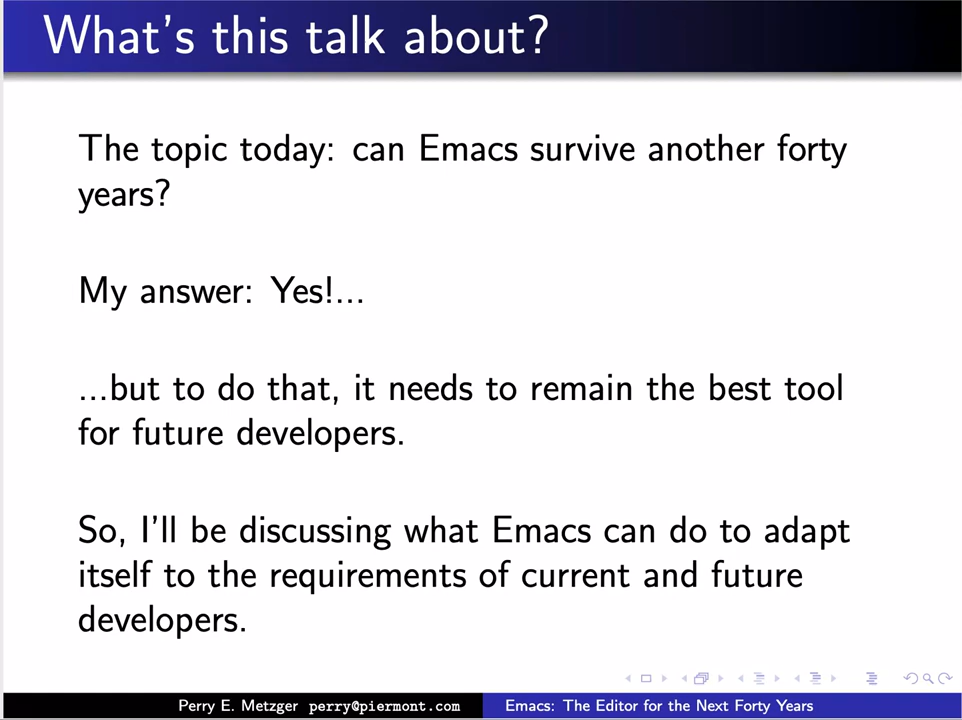 What's this talk about?
The topic today: can Emacs survive another forty
years?
My answer: Yes!...
...but to do that, it needs to remain the best tool
for future developers.
So, I'll be discussing what Emacs can do to adapt
itself to the requirements of current and future
developers.
Perry E. Metzger perry@piermont.com
Emacs: The Editor for the Next Forty Years